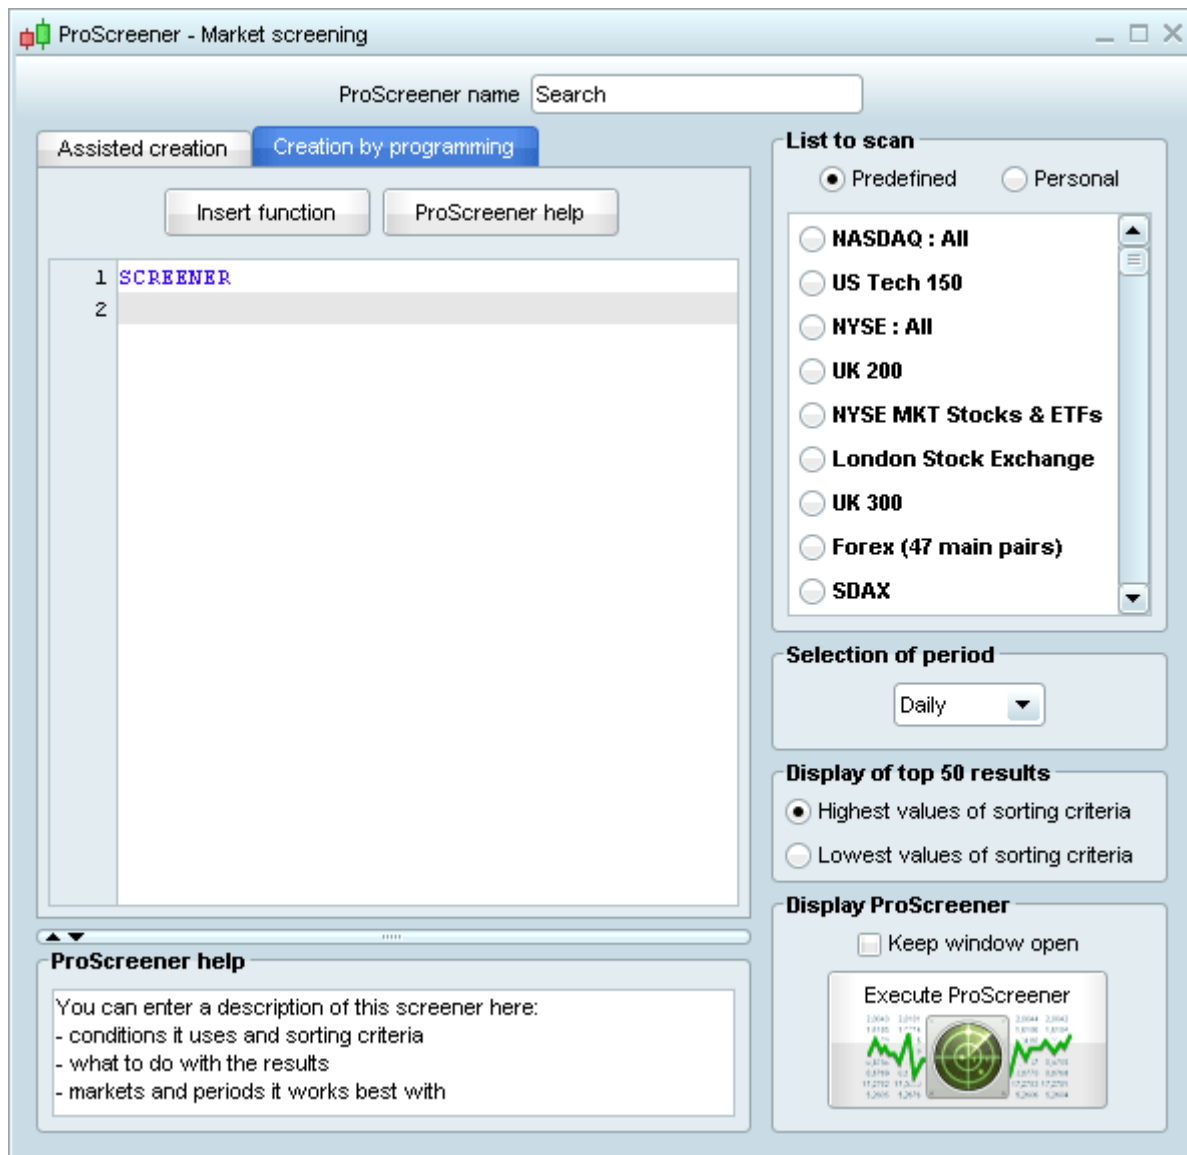 ProScreener - Market screening
ProScreener name Search
Assisted creation Creation by programming
Insert function ProScreener help
1 SCREENER
2
ProScreener help
You can enter a description of this screener here:
- conditions it uses and sorting criteria
- what to do with the results
- markets and periods it works best with
List to scan
Predefined Personal
NASDAQ : All
US Tech 150
NYSE : All
UK 200
NYSE MKT Stocks & ETFs
London Stock Exchange
UK 300
Forex (47 main pairs)
SDAX
Selection of period
Daily
Display of top 50 results
Highest values of sorting criteria
Lowest values of sorting criteria
Display ProScreener
Keep window open
Execute ProScreener